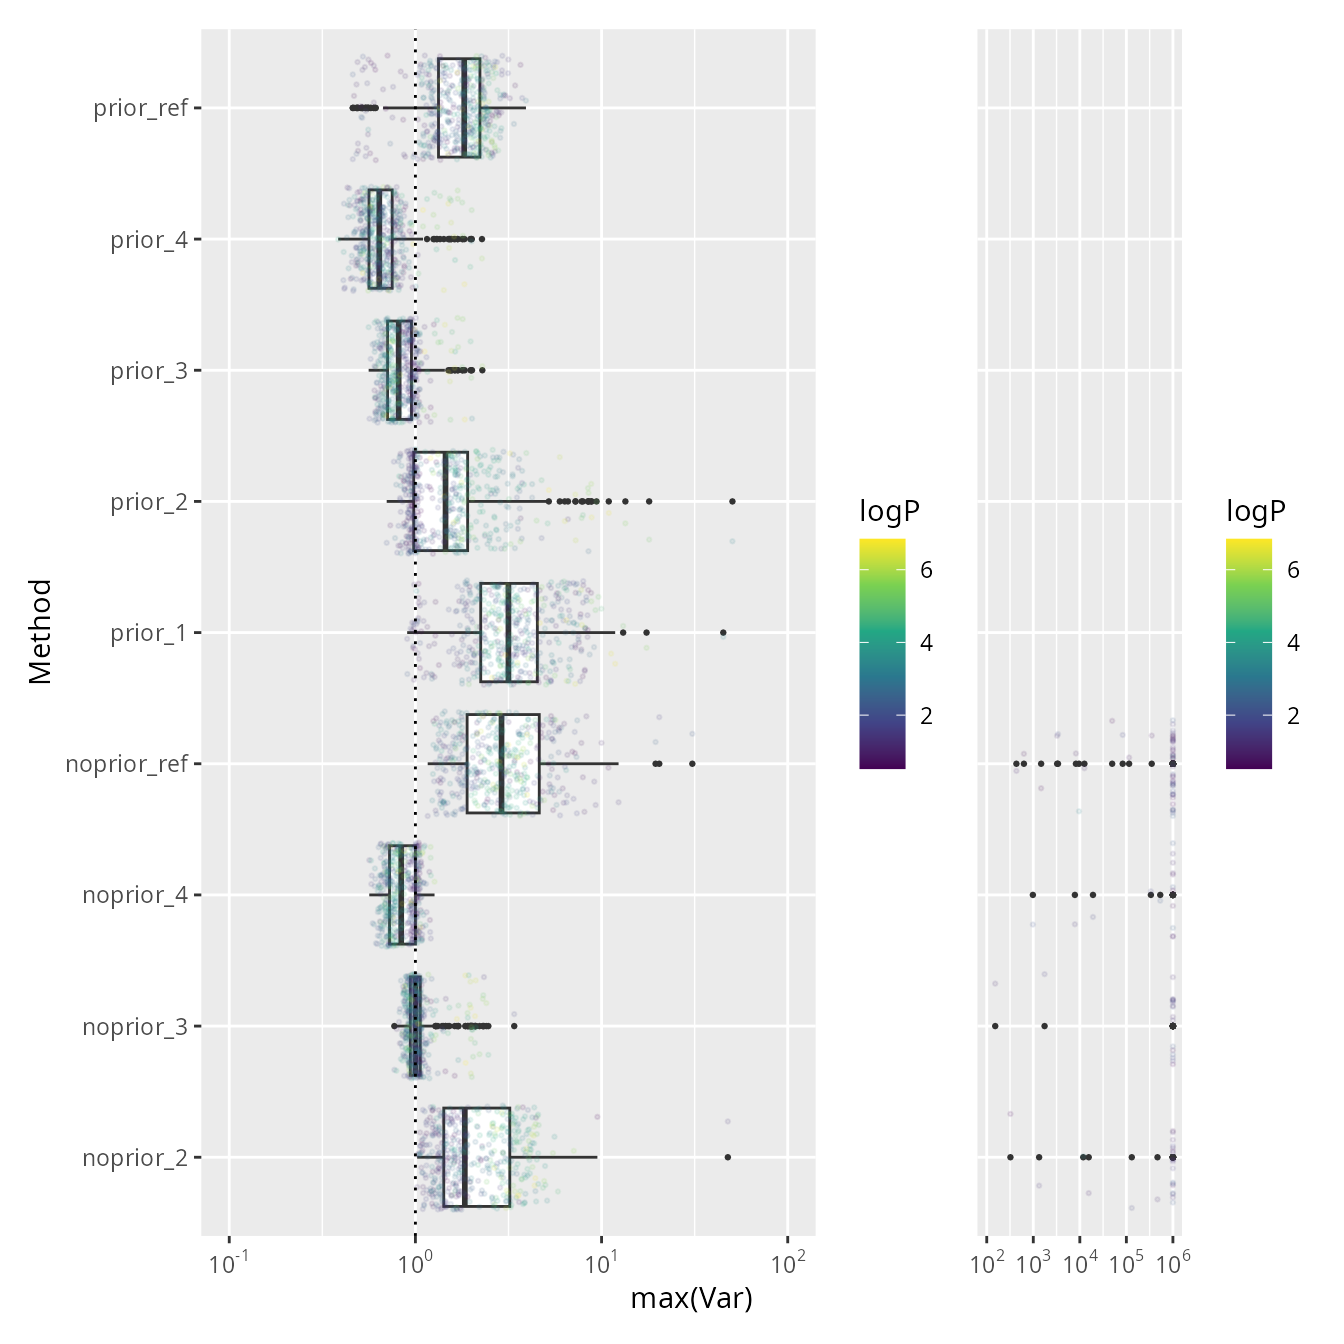 prior_ref
prior_4
prior_3
prior_2
prior_1
noprior_ref
noprior_4
noprior_3
noprior_2
Method
10⁻¹ 10⁰ 10¹ 10²
max(Var)
logP
6
4
2
10² 10³ 10⁴ 10⁵ 10⁶
logP
6
4
2